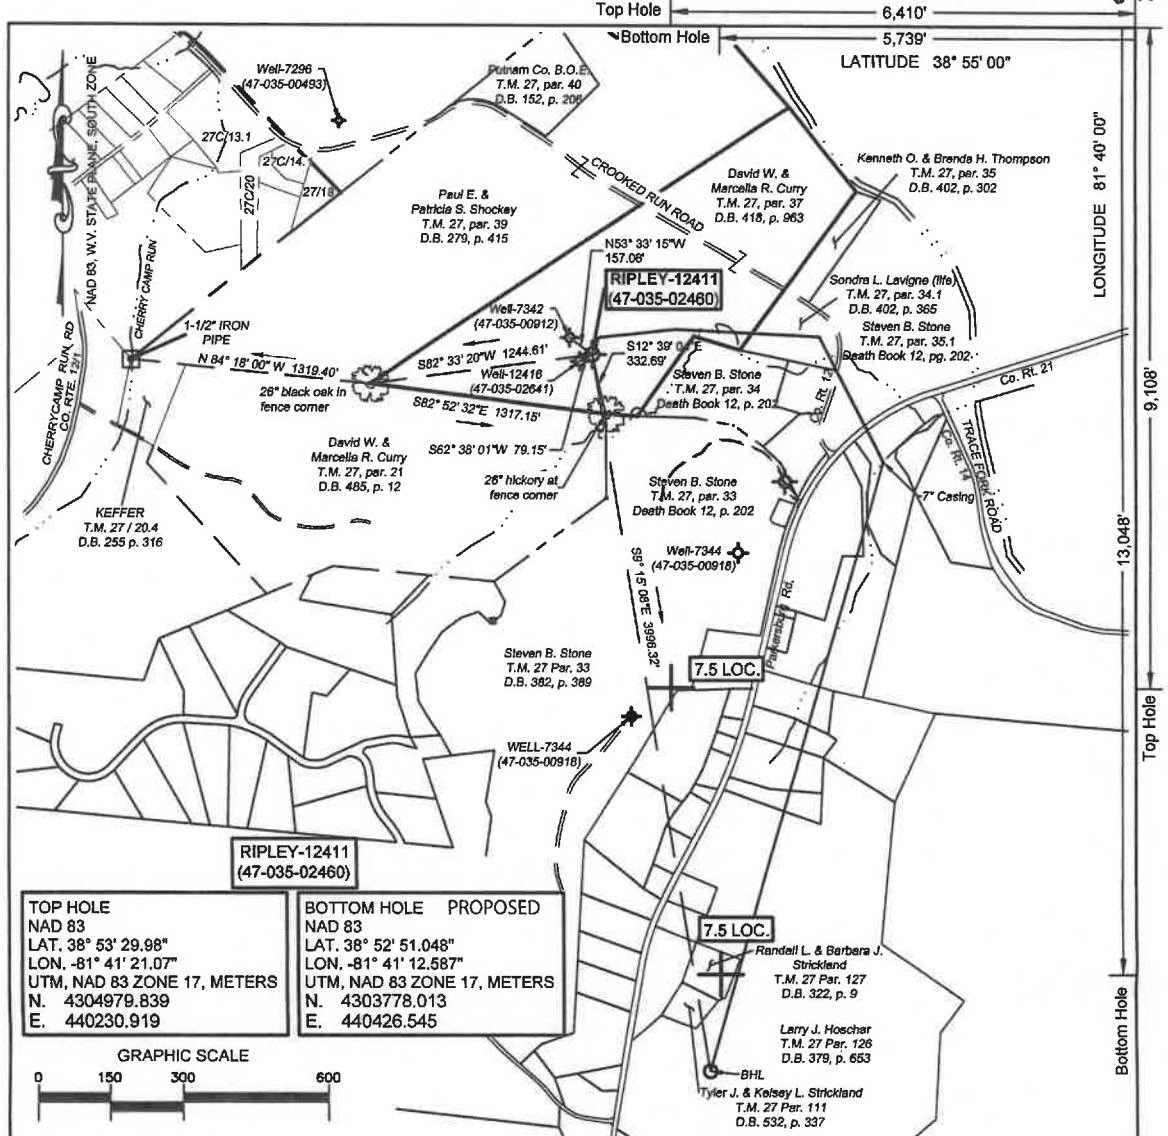 Top Hole
6,410'
Bottom Hole
5,739'
LATITUDE 38° 55' 00"
LONGITUDE 81° 40' 00"
9,108'
13,048'
Top Hole
Bottom Hole
NAD 83, W.V. STATE PLANE, SOUTH ZONE
Well-7296
(47-035-00493)
Putnam Co. B.O.E.
T.M. 27, par. 40
D.B. 152, p. 206
27C/13.1
27C/14.
27C/20
27/18
Paul E. &
Patricia S. Shockey
T.M. 27, par. 39
D.B. 279, p. 415
CROOKED RUN ROAD
David W. &
Marcella R. Curry
T.M. 27, par. 37
D.B. 418, p. 963
Kenneth O. & Brenda H. Thompson
T.M. 27, par. 35
D.B. 402, p. 302
N53° 33' 15"W
157.06'
RIPLEY-12411
(47-035-02460)
Sondra L. Lavigne (life)
T.M. 27, par. 34.1
D.B. 402, p. 365
Steven B. Stone
T.M. 27, par. 35.1
Death Book 12, pg. 202
CHERRY CAMP RUN
1-1/2" IRON
PIPE
Well-7342
(47-035-00912)
N 84° 18' 00" W 1319.40'
S82° 33' 20"W 1244.61'
Well-12416
(47-035-02641)
332.69'
Steven B. Stone
T.M. 27, par. 34
Death Book 12, p. 202
Co. Rt. 12
Co. Rt. 21
26" black oak in
fence corner
S82° 52' 32"E 1317.15'
CHERRYCAMP RUN, RD
CO. RTE. 12/1
David W. &
Marcella R. Curry
T.M. 27, par. 21
D.B. 485, p. 12
S62° 38' 01"W 79.15'
26" hickory at
fence corner
Steven B. Stone
T.M. 27, par. 33
Death Book 12, p. 202
7" Casing
Co. Rt. 14
TRACE FORK ROAD
KEFFER
T.M. 27 / 20.4
D.B. 255 p. 316
Well-7344
(47-035-00918)
S9° 15' 08"E 3996.32'
Parkersburg Rd.
Steven B. Stone
T.M. 27 Par. 33
D.B. 382, p. 389
7.5 LOC.
WELL-7344
(47-035-00918)
RIPLEY-12411
(47-035-02460)
TOP HOLE
NAD 83
LAT. 38° 53' 29.98"
LON. -81° 41' 21.07"
UTM, NAD 83 ZONE 17, METERS
N. 4304979.839
E. 440230.919
BOTTOM HOLE PROPOSED
NAD 83
LAT. 38° 52' 51.048"
LON. -81° 41' 12.587"
UTM, NAD 83 ZONE 17, METERS
N. 4303778.013
E. 440426.545
7.5 LOC.
Randall L. & Barbara J.
Strickland
T.M. 27 Par. 127
D.B. 322, p. 9
Larry J. Hoschar
T.M. 27 Par. 126
D.B. 379, p. 653
BHL
Tyler J. & Kelsey L. Strickland
T.M. 27 Par. 111
D.B. 532, p. 337
GRAPHIC SCALE
0 150 300 600